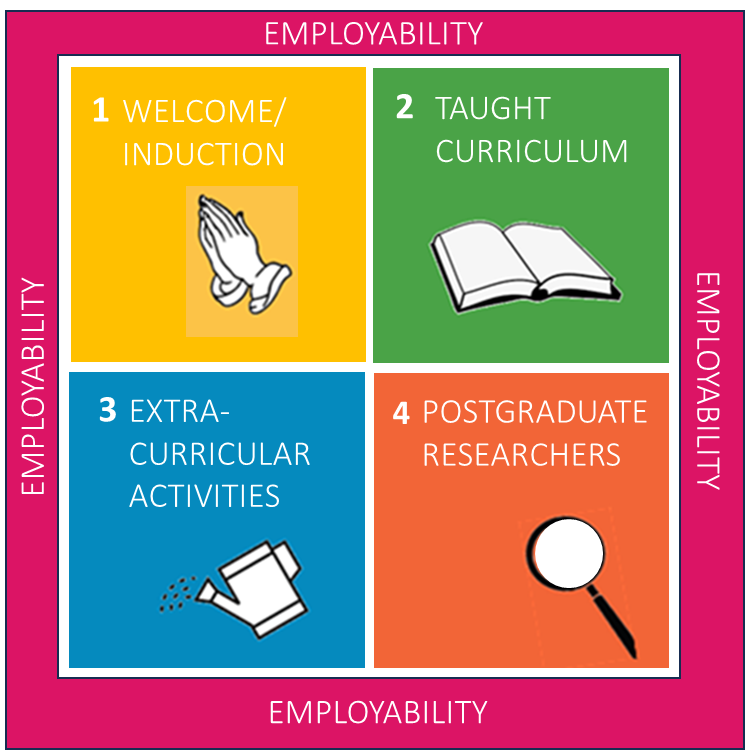 EMPLOYABILITY
1 WELCOME/
INDUCTION
2 TAUGHT
CURRICULUM
EMPLOYABILITY
EMPLOYABILITY
3 EXTRA-
CURRICULAR
ACTIVITIES
4 POSTGRADUATE
RESEARCHERS
EMPLOYABILITY